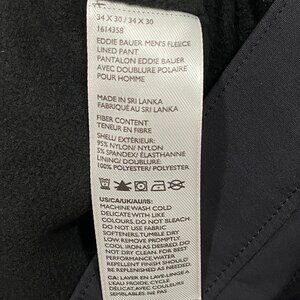 34 X 30 / 34 X 30
1614358
EDDIE BAUER MEN'S FLEECE
LINED PANT
PANTALON EDDIE BAUER
AVEC DOUBLURE POLAIRE
POUR HOMME
MADE IN SRI LANKA
FABRIQUÉ AU SRI LANKA
FIBER CONTENT
TENEUR EN FIBRE
SHELL/ EXTÉRIEUR:
95% NYLON/ NYLON
5% SPANDEX/ ÉLASTHANNE
LINING/ DOUBLURE:
100% POLYESTER/ POLYESTER
US/CA/UK/AU/IS:
MACHINE WASH COLD
DELICATE WITH LIKE
COLOURS. DO NOT BLEACH.
DO NOT USE FABRIC
SOFTENERS. TUMBLE DRY
LOW. REMOVE PROMPTLY.
COOL IRON AS DESIRED. DO
NOT DRY CLEAN. FOR BEST
PERFORMANCE, WATER
REPELLENT FINISH SHOULD
BE REPLENISHED AS NEEDED.
CA: LAVER EN LAVE-LINGE À
L'EAU FROIDE, CYCLE
DÉLICAT AVEC DES